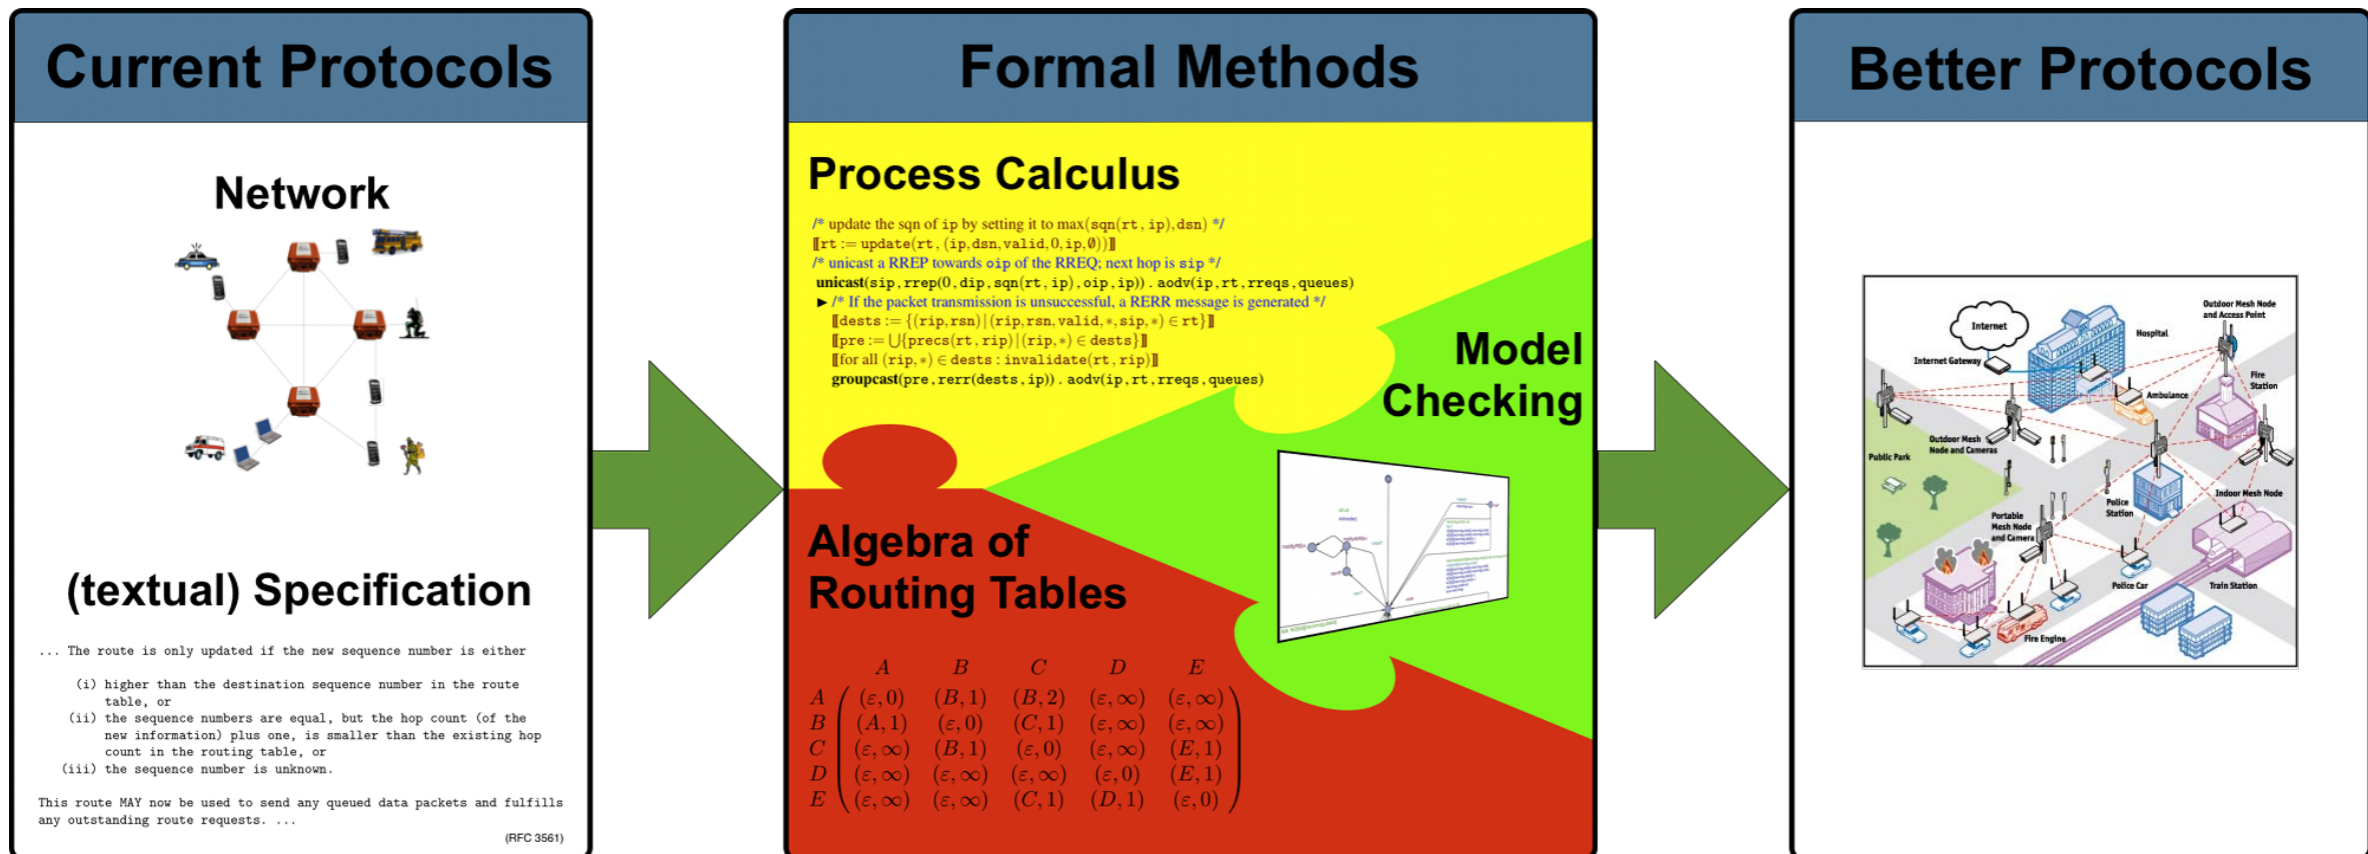 Current Protocols
Network
(textual) Specification
... The route is only updated if the new sequence number is either
(i) higher than the destination sequence number in the route
table, or
(ii) the sequence numbers are equal, but the hop count (of the
new information) plus one, is smaller than the existing hop
count in the routing table, or
(iii) the sequence number is unknown.
This route MAY now be used to send any queued data packets and fulfills
any outstanding route requests. ...
(RFC 3561)
Formal Methods
Process Calculus
/* update the sqn of ip by setting it to max(sqn(rt, ip),dsn) */
⟦rt := update(rt, (ip,dsn,valid,0,ip,∅))⟧
/* unicast a RREP towards oip of the RREQ; next hop is sip */
unicast(sip,rrep(0,dip,sqn(rt,ip),oip,ip)) . aodv(ip,rt,rreqs,queues)
► /* If the packet transmission is unsuccessful, a RERR message is generated */
⟦dests := {(rip,rsn)|(rip,rsn,valid,*,sip,*) ∈ rt}⟧
⟦pre := ⋃{precs(rt,rip)|(rip,*) ∈ dests}⟧
⟦for all (rip,*) ∈ dests : invalidate(rt,rip)⟧
groupcast(pre,rerr(dests,ip)) . aodv(ip,rt,rreqs,queues)
Model
Checking
Algebra of
Routing Tables
A B C D E
A (ε, 0) (B, 1) (B, 2) (ε, ∞) (ε, ∞)
B (A, 1) (ε, 0) (C, 1) (ε, ∞) (ε, ∞)
C (ε, ∞) (B, 1) (ε, 0) (ε, ∞) (E, 1)
D (ε, ∞) (ε, ∞) (ε, ∞) (ε, 0) (E, 1)
E (ε, ∞) (ε, ∞) (C, 1) (D, 1) (ε, 0)
Better Protocols
Outdoor Mesh Node
and Access Point
Internet
Hospital
Internet Gateway
Fire
Station
Ambulance
Outdoor Mesh
Node and Cameras
Public Park
Indoor Mesh Node
Police
Station
Portable
Mesh Node
and Camera
Police Car
Train Station
Fire Engine